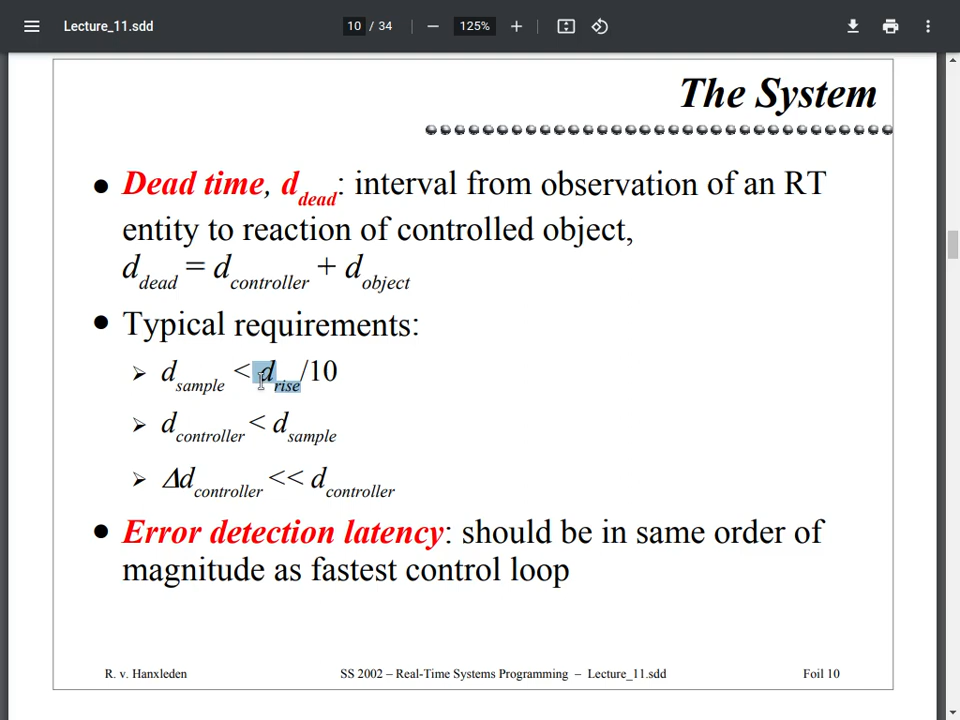 Lecture_11.sdd
10 / 34
125%
The System
Dead time, d_dead: interval from observation of an RT
entity to reaction of controlled object,
d_dead = d_controller + d_object
Typical requirements:
d_sample < d_rise/10
d_controller < d_sample
Δd_controller << d_controller
Error detection latency: should be in same order of
magnitude as fastest control loop
R. v. Hanxleden
SS 2002 – Real-Time Systems Programming – Lecture_11.sdd
Foil 10